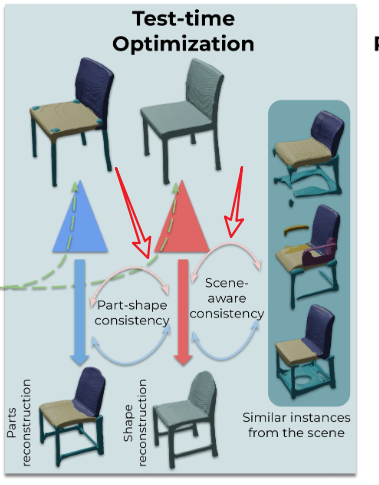 Test-time
Optimization
Part-shape
consistency
Scene-
aware
consistency
Parts
reconstruction
Shape
reconstruction
Similar instances
from the scene